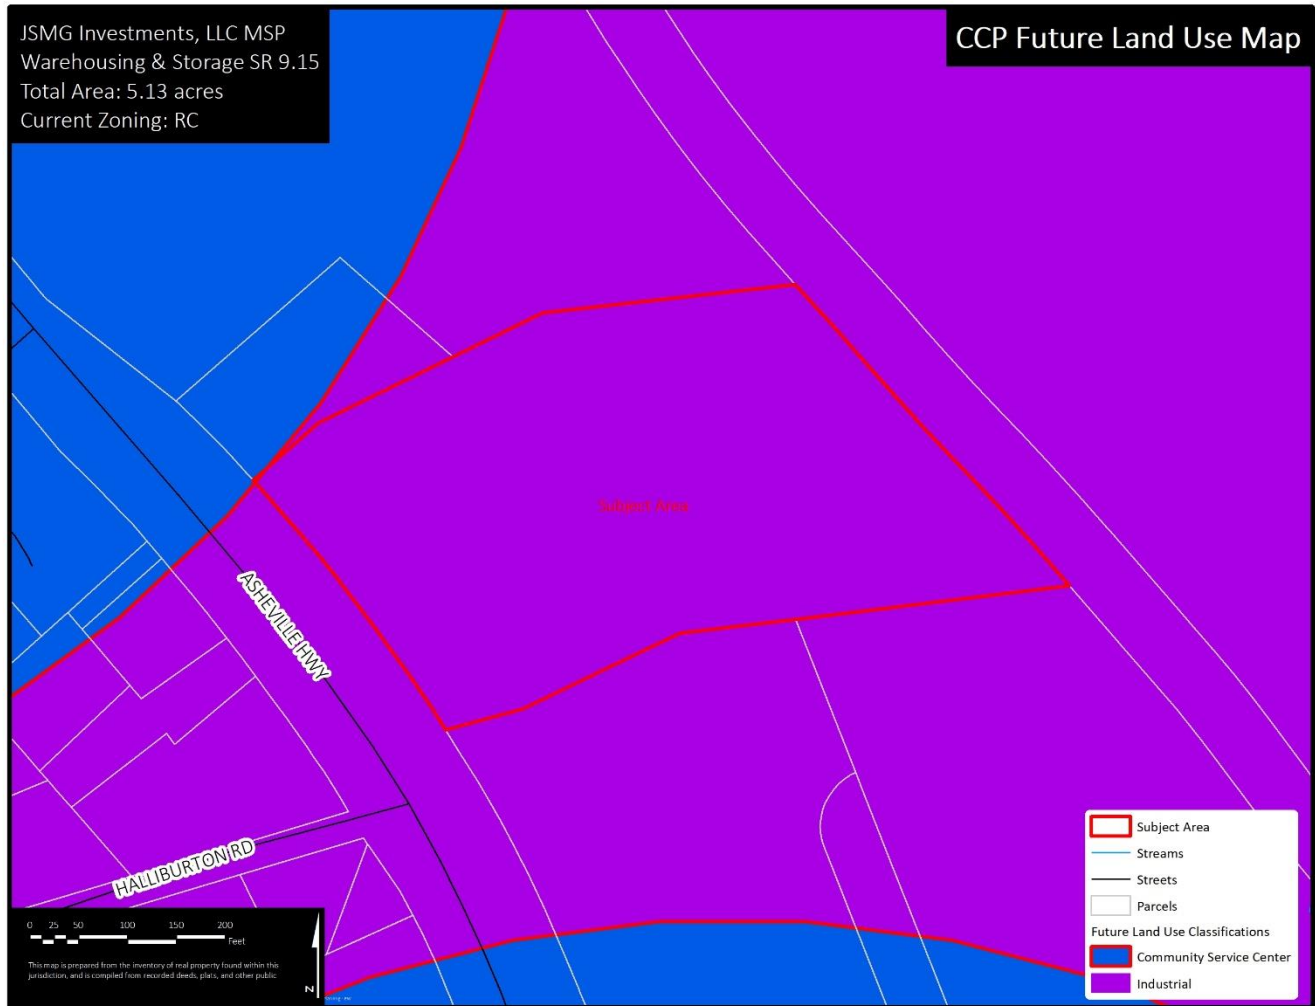 JSMG Investments, LLC MSP
Warehousing & Storage SR 9.15
Total Area: 5.13 acres
Current Zoning: RC
CCP Future Land Use Map
Subject Area
ASHEVILLE HWY
HALLIBURTON RD
0 25 50 100 150 200
Feet
This map is prepared from the inventory of real property found within this
jurisdiction, and is compiled from recorded deeds, plats, and other public
N
Subject Area
Streams
Streets
Parcels
Future Land Use Classifications
Community Service Center
Industrial